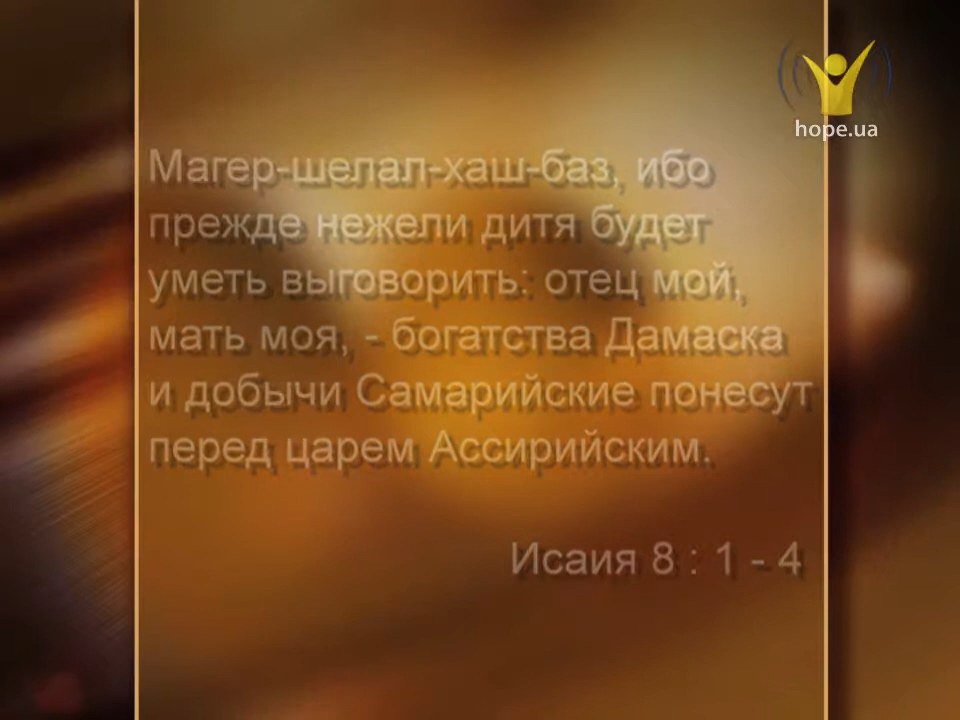 hope.ua
Магер-шелал-хаш-баз, ибо
прежде нежели дитя будет
уметь выговорить: отец мой,
мать моя, - богатства Дамаска
и добычи Самарийские понесут
перед царем Ассирийским.
Исаия 8 : 1 - 4